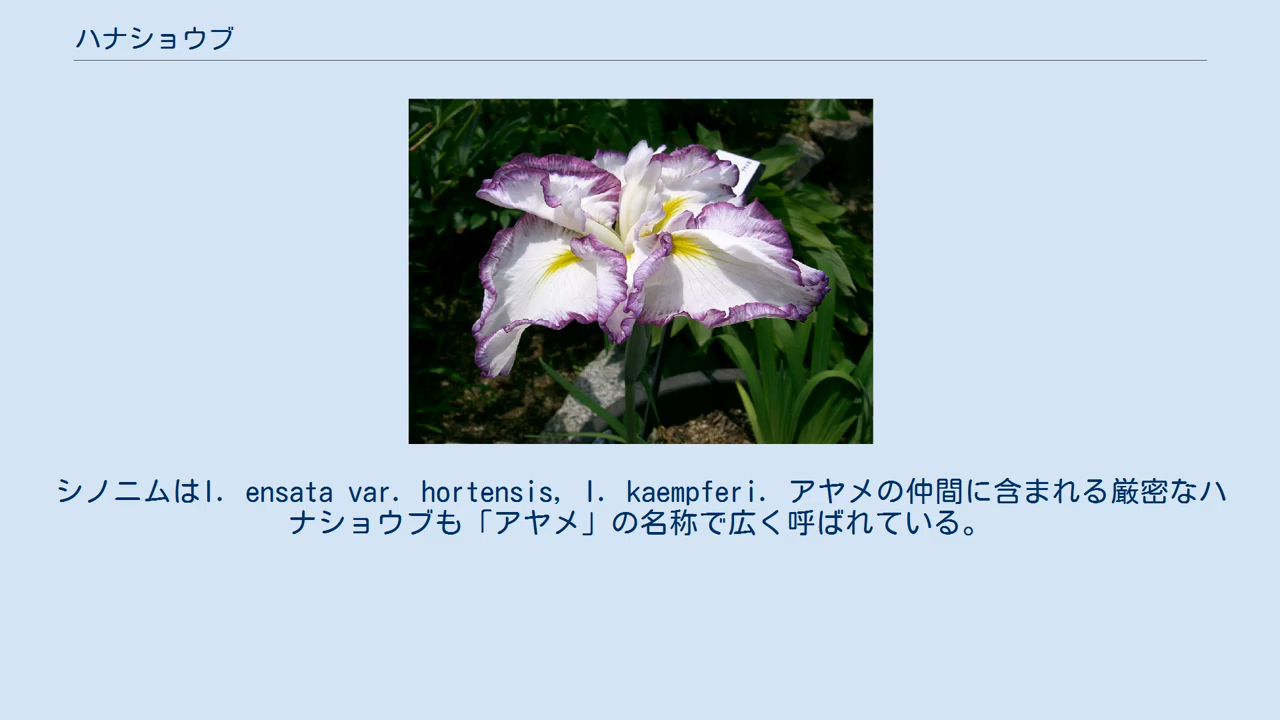 ハナショウブ
シノニムはI. ensata var. hortensis, I. kaempferi. アヤメの仲間に含まれる厳密なハ
ナショウブも「アヤメ」の名称で広く呼ばれている。